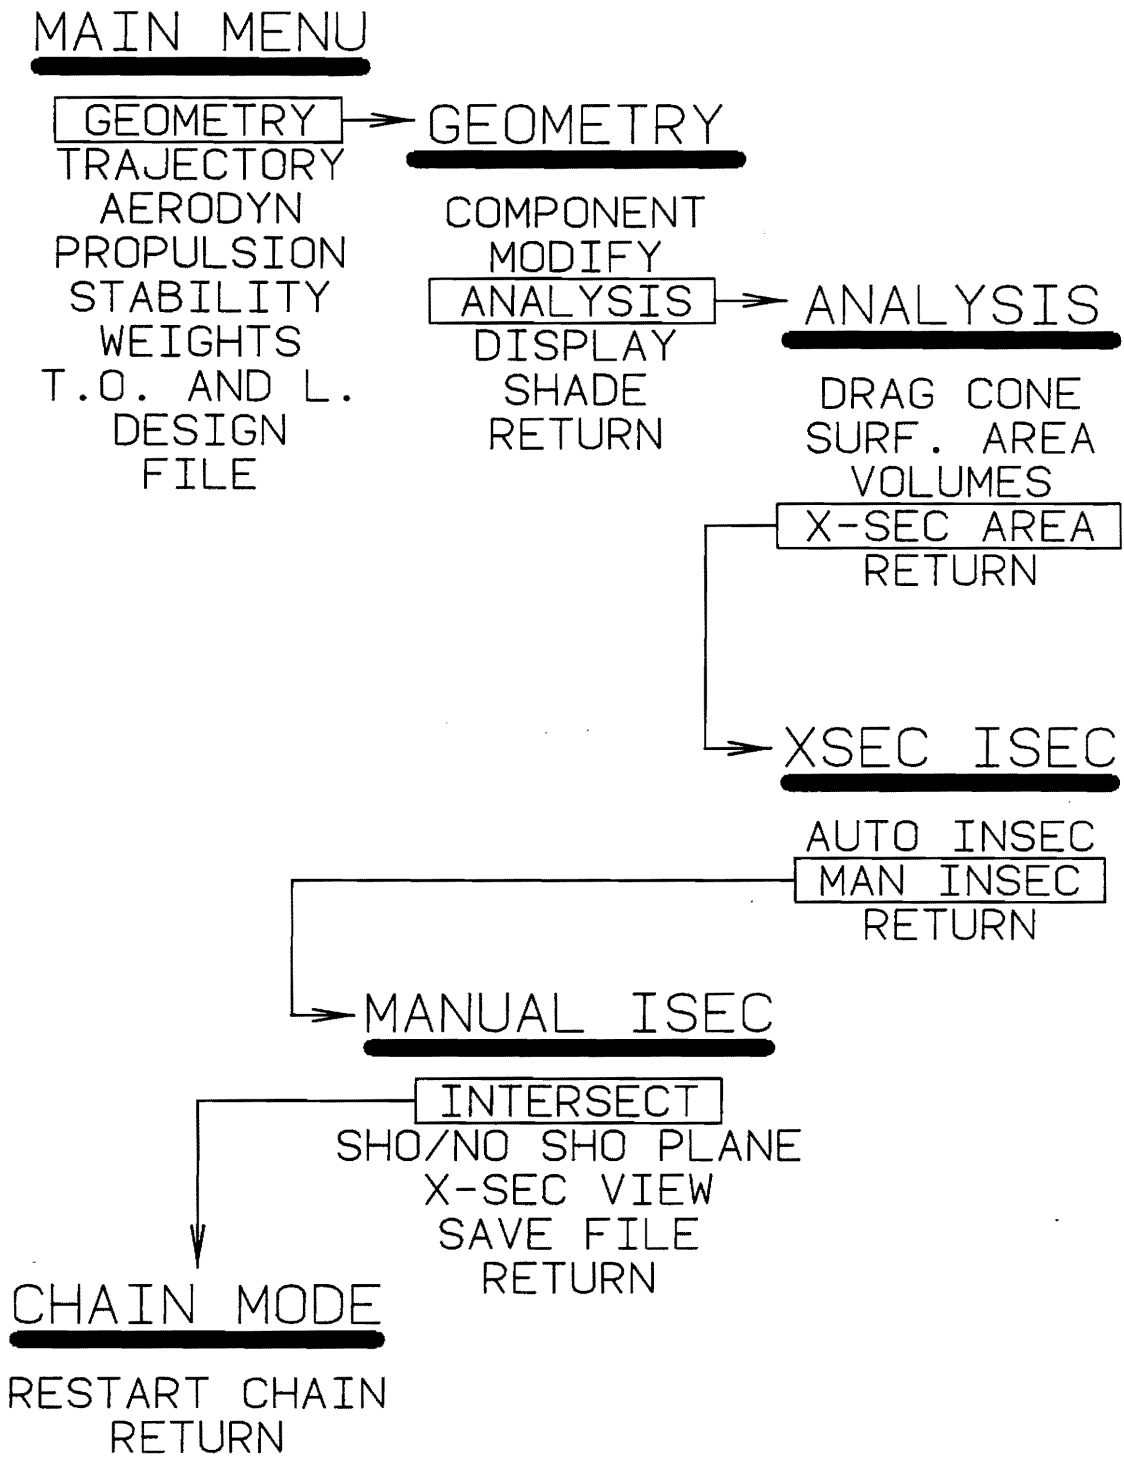 MAIN MENU
GEOMETRY
TRAJECTORY
AERODYN
PROPULSION
STABILITY
WEIGHTS
T.O. AND L.
DESIGN
FILE
GEOMETRY
COMPONENT
MODIFY
ANALYSIS
DISPLAY
SHADE
RETURN
ANALYSIS
DRAG CONE
SURF. AREA
VOLUMES
X-SEC AREA
RETURN
XSEC ISEC
AUTO INSEC
MAN INSEC
RETURN
MANUAL ISEC
INTERSECT
SHO/NO SHO PLANE
X-SEC VIEW
SAVE FILE
RETURN
CHAIN MODE
RESTART CHAIN
RETURN